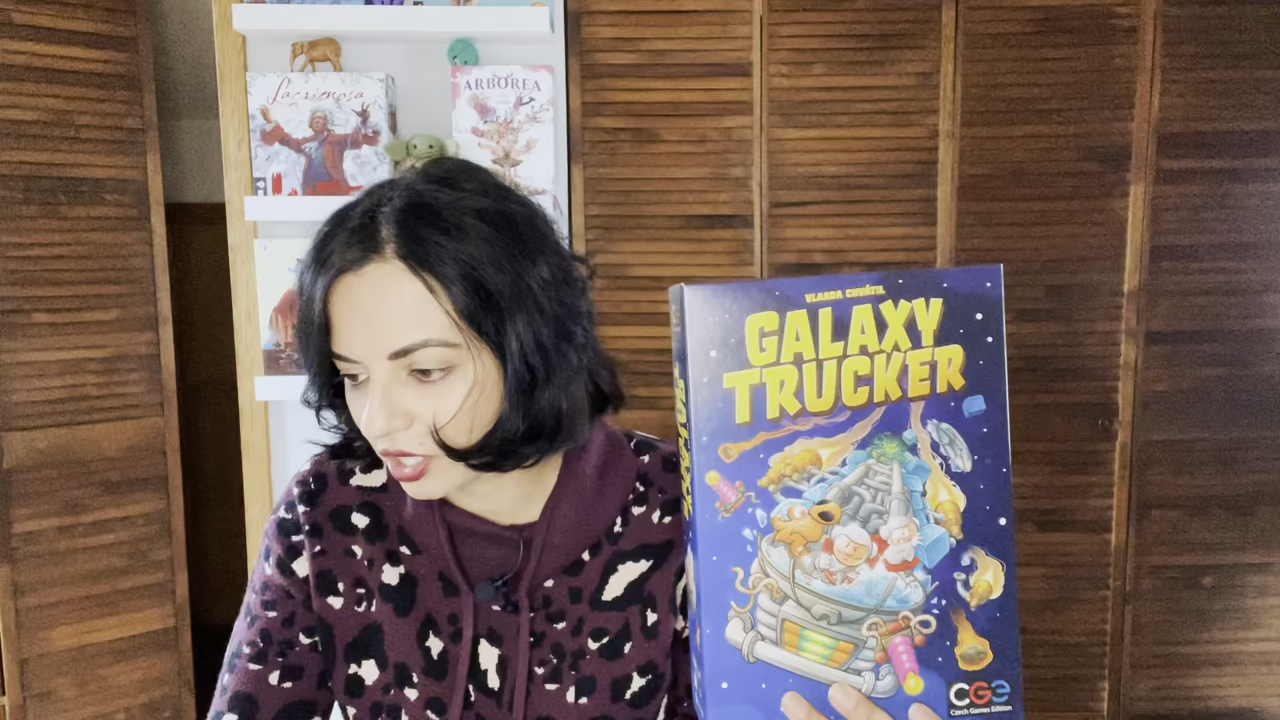 Lacrimosa
ARBOREA
VLAADA CHVÁTIL
GALAXY
TRUCKER
CGE
Czech Games Edition